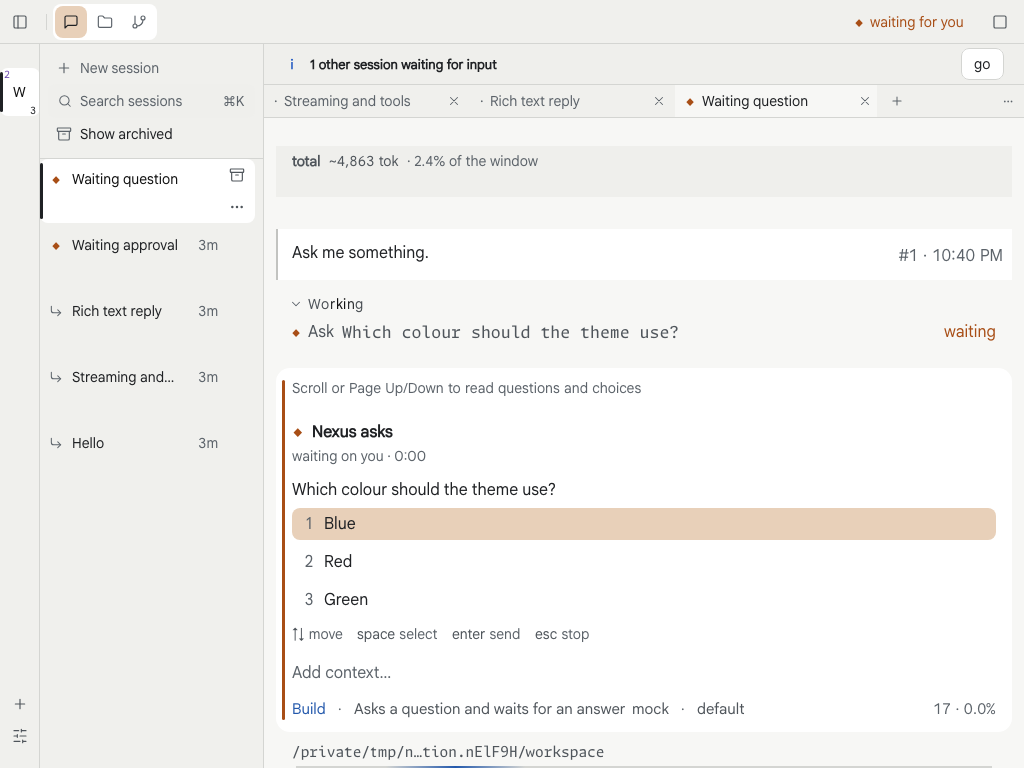 waiting for you
2
W
3
New session
Search sessions ⌘K
Show archived
Waiting question
...
Waiting approval 3m
Rich text reply 3m
Streaming and... 3m
Hello 3m
i 1 other session waiting for input go
· Streaming and tools · Rich text reply Waiting question ...
total ~4,863 tok · 2.4% of the window
Ask me something. #1 · 10:40 PM
Working
Ask Which colour should the theme use? waiting
Scroll or Page Up/Down to read questions and choices
Nexus asks
waiting on you · 0:00
Which colour should the theme use?
1 Blue
2 Red
3 Green
↑↓ move space select enter send esc stop
Add context...
Build · Asks a question and waits for an answer mock · default 17 · 0.0%
/private/tmp/n…tion.nElF9H/workspace